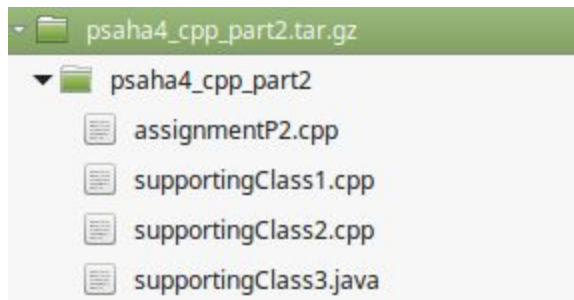 psaha4_cpp_part2.tar.gz
psaha4_cpp_part2
assignmentP2.cpp
supportingClass1.cpp
supportingClass2.cpp
supportingClass3.java